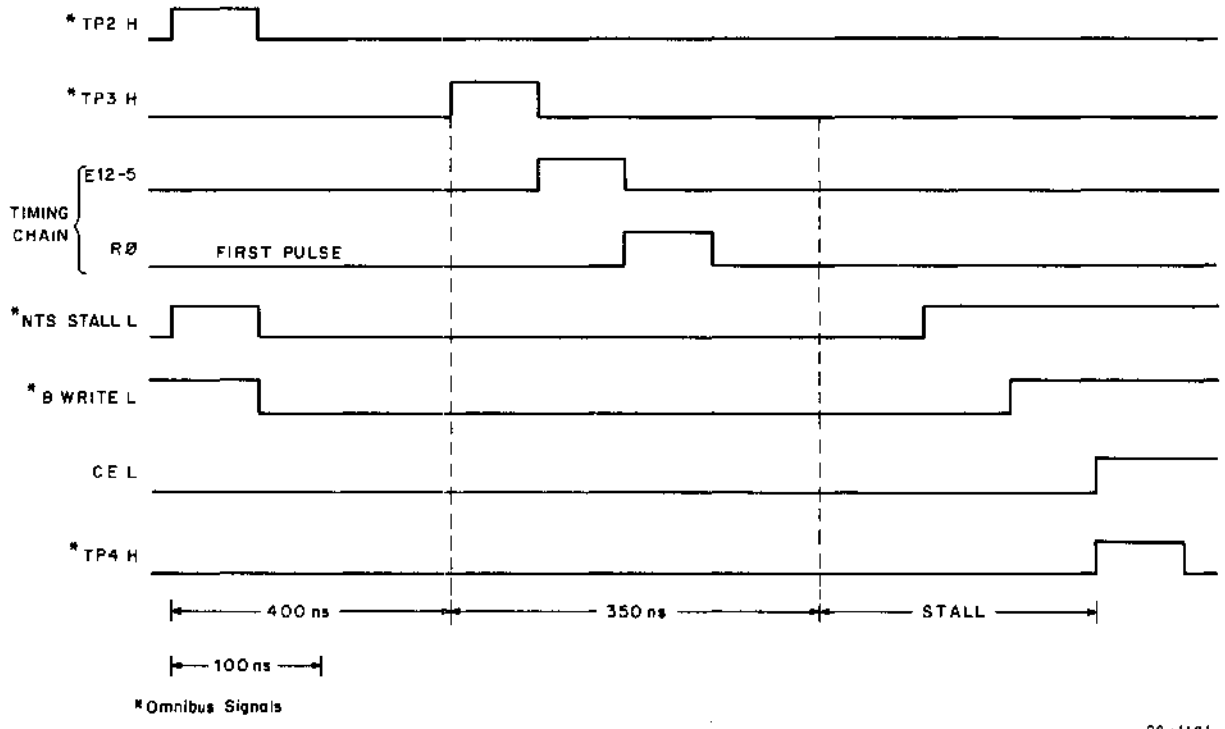 *TP2 H
*TP3 H
E12-5
TIMING
CHAIN
RØ
FIRST PULSE
*NTS STALL L
*B WRITE L
CE L
*TP4 H
400 ns
350 ns
STALL
100 ns
*Omnibus Signals